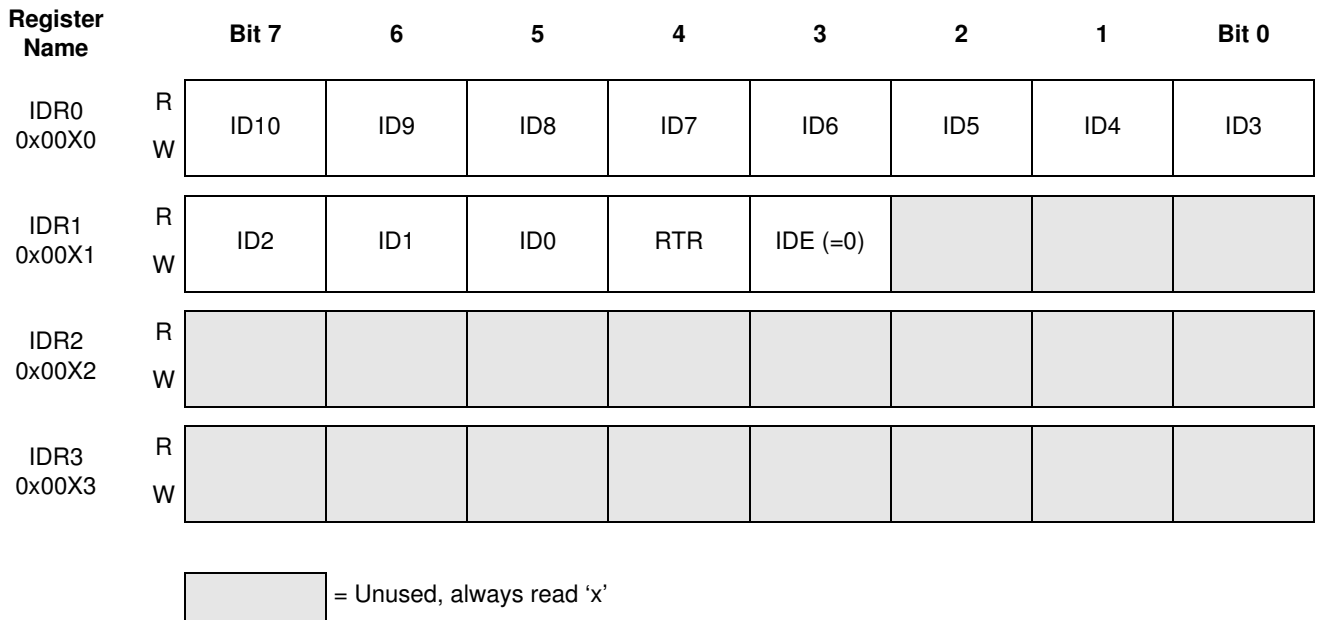 Register Name Bit 7 6 5 4 3 2 1 Bit 0
IDR0 R ID10 ID9 ID8 ID7 ID6 ID5 ID4 ID3
0x00X0 W
IDR1 R ID2 ID1 ID0 RTR IDE (=0)
0x00X1 W
IDR2 R
0x00X2 W
IDR3 R
0x00X3 W
= Unused, always read ‘x’